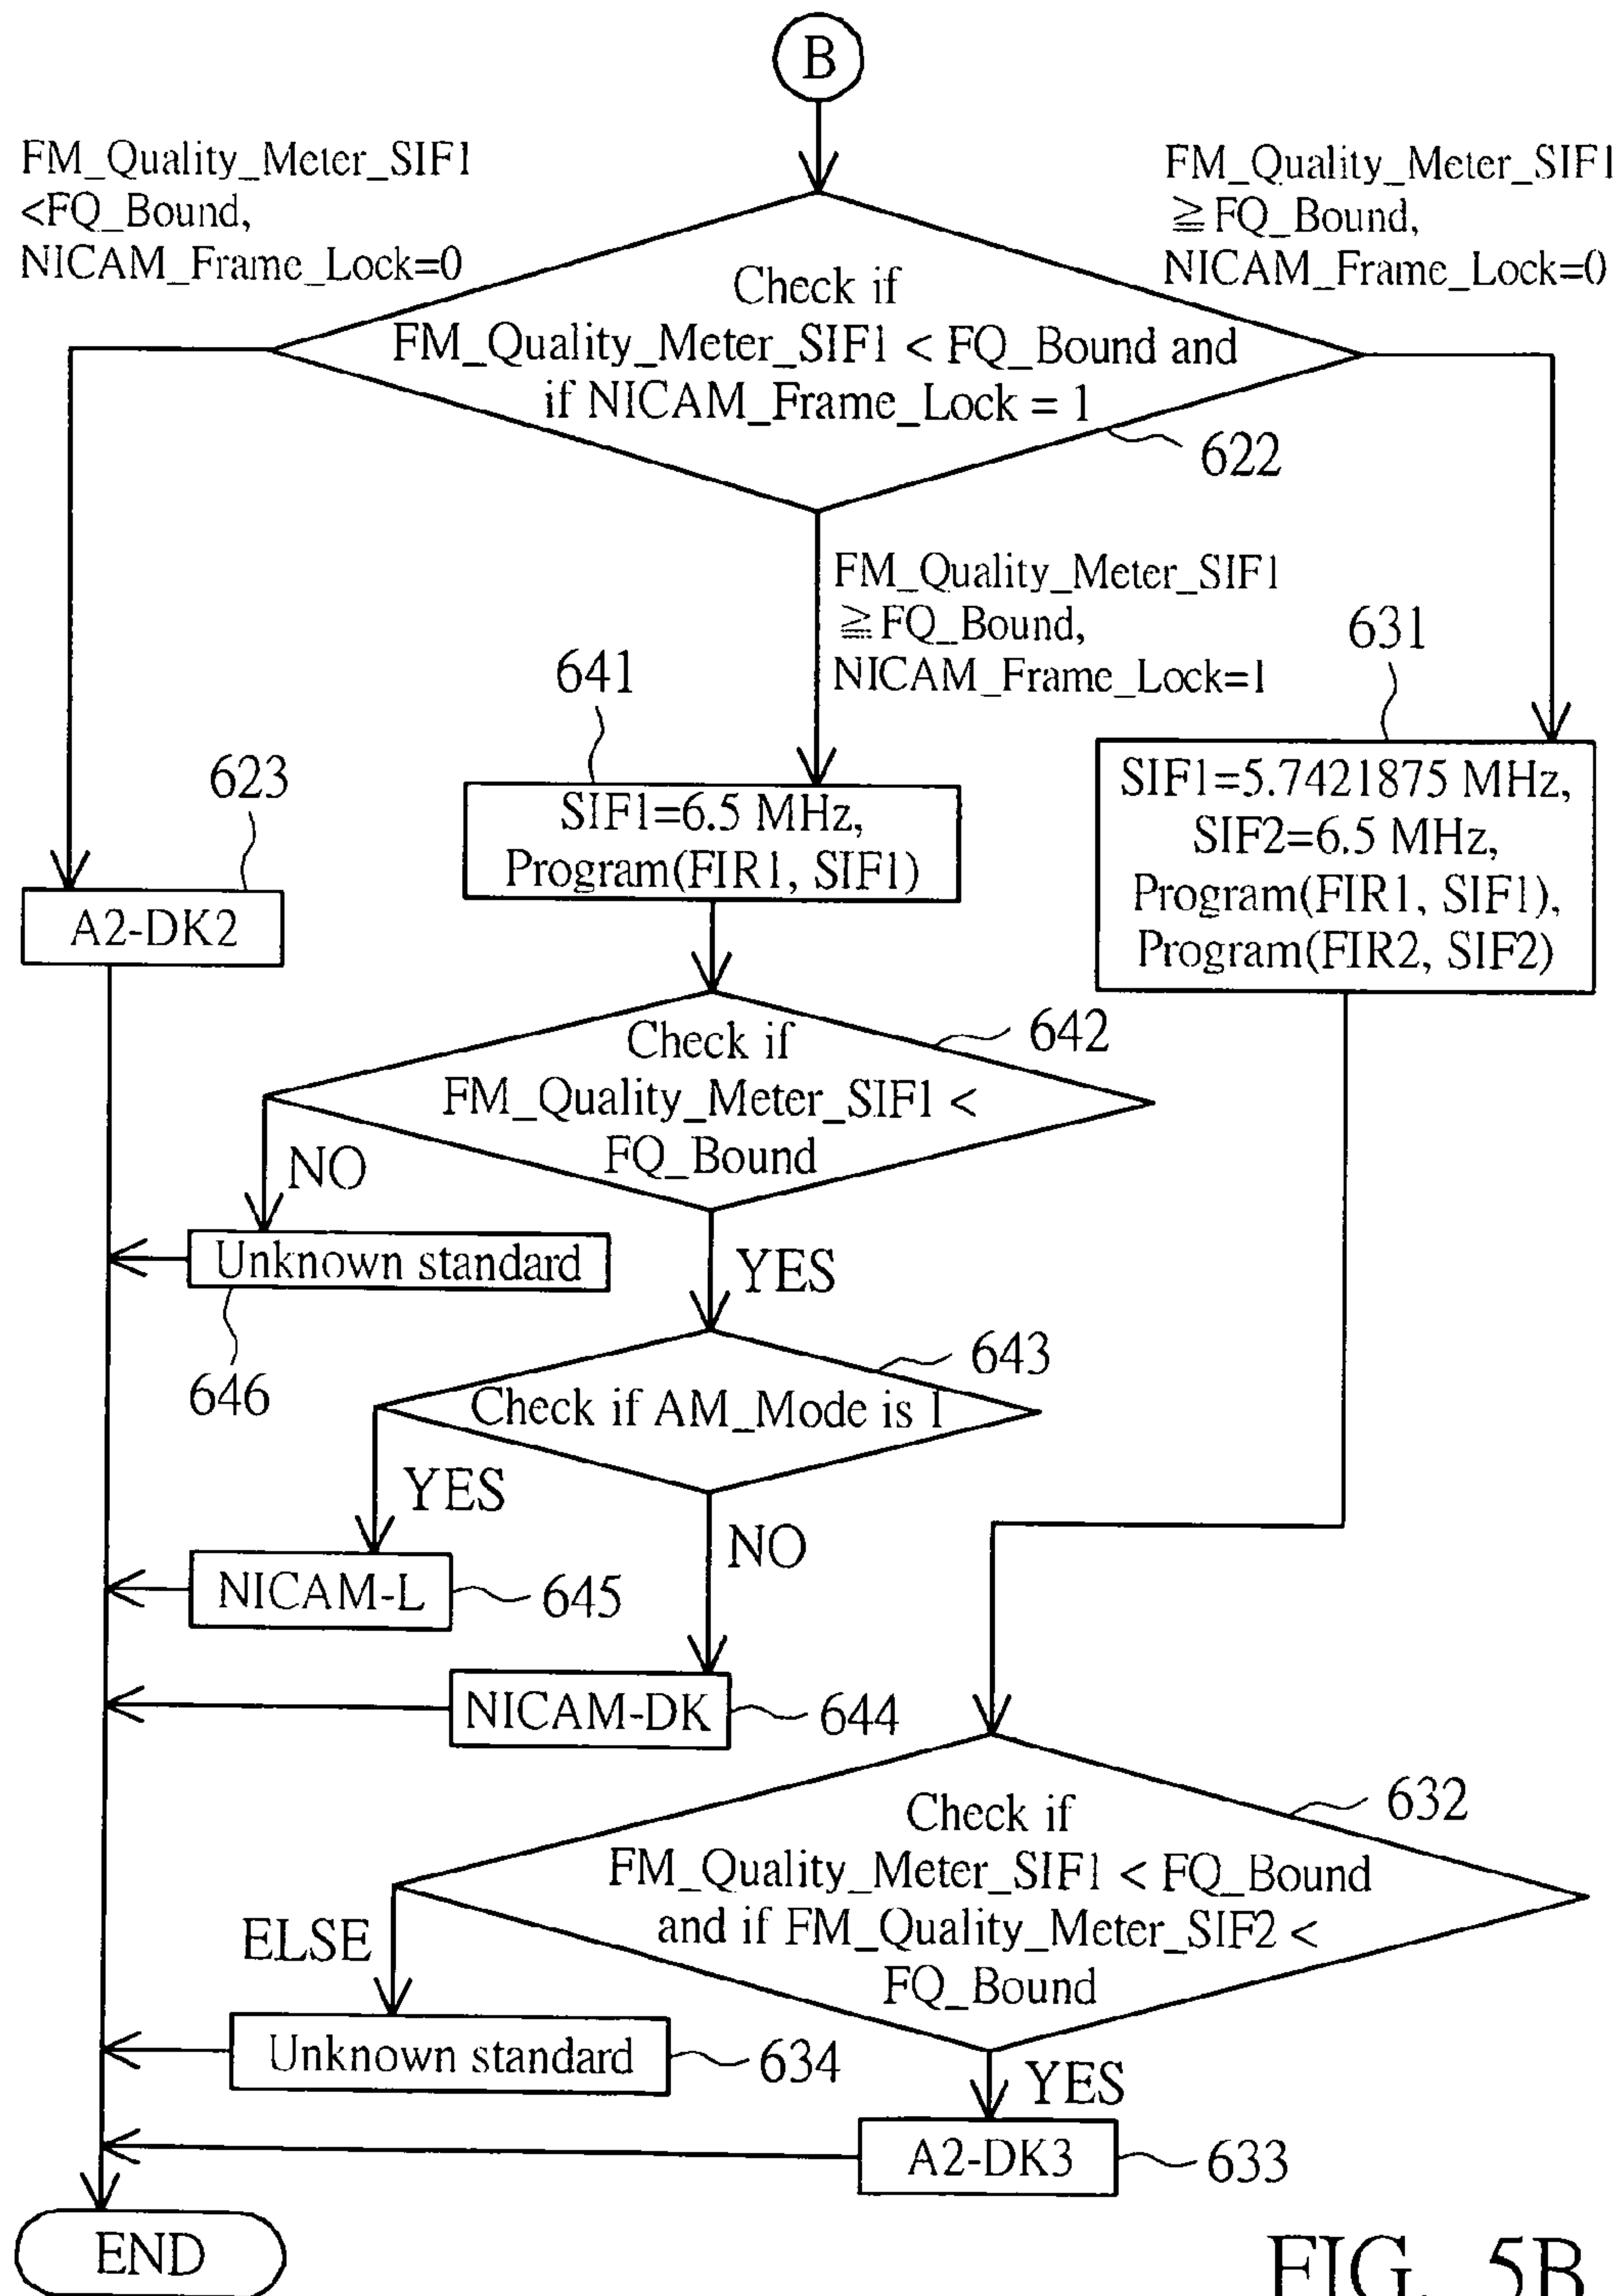 B
FM_Quality_Meter_SIF1
<FQ_Bound,
NICAM_Frame_Lock=0
FM_Quality_Meter_SIF1
≧FQ_Bound,
NICAM_Frame_Lock=0
Check if
FM_Quality_Meter_SIF1 < FQ_Bound and
if NICAM_Frame_Lock = 1
622
FM_Quality_Meter_SIF1
≧FQ_Bound,
NICAM_Frame_Lock=1
641
631
623
SIF1=6.5 MHz,
Program(FIR1, SIF1)
SIF1=5.7421875 MHz,
SIF2=6.5 MHz,
Program(FIR1, SIF1),
Program(FIR2, SIF2)
A2-DK2
Check if
FM_Quality_Meter_SIF1 <
FQ_Bound
642
NO
Unknown standard
646
YES
643
Check if AM_Mode is 1
YES
NO
NICAM-L
645
NICAM-DK
644
Check if
FM_Quality_Meter_SIF1 < FQ_Bound
and if FM_Quality_Meter_SIF2 <
FQ_Bound
632
ELSE
Unknown standard
634
YES
A2-DK3
633
END
FIG. 5B